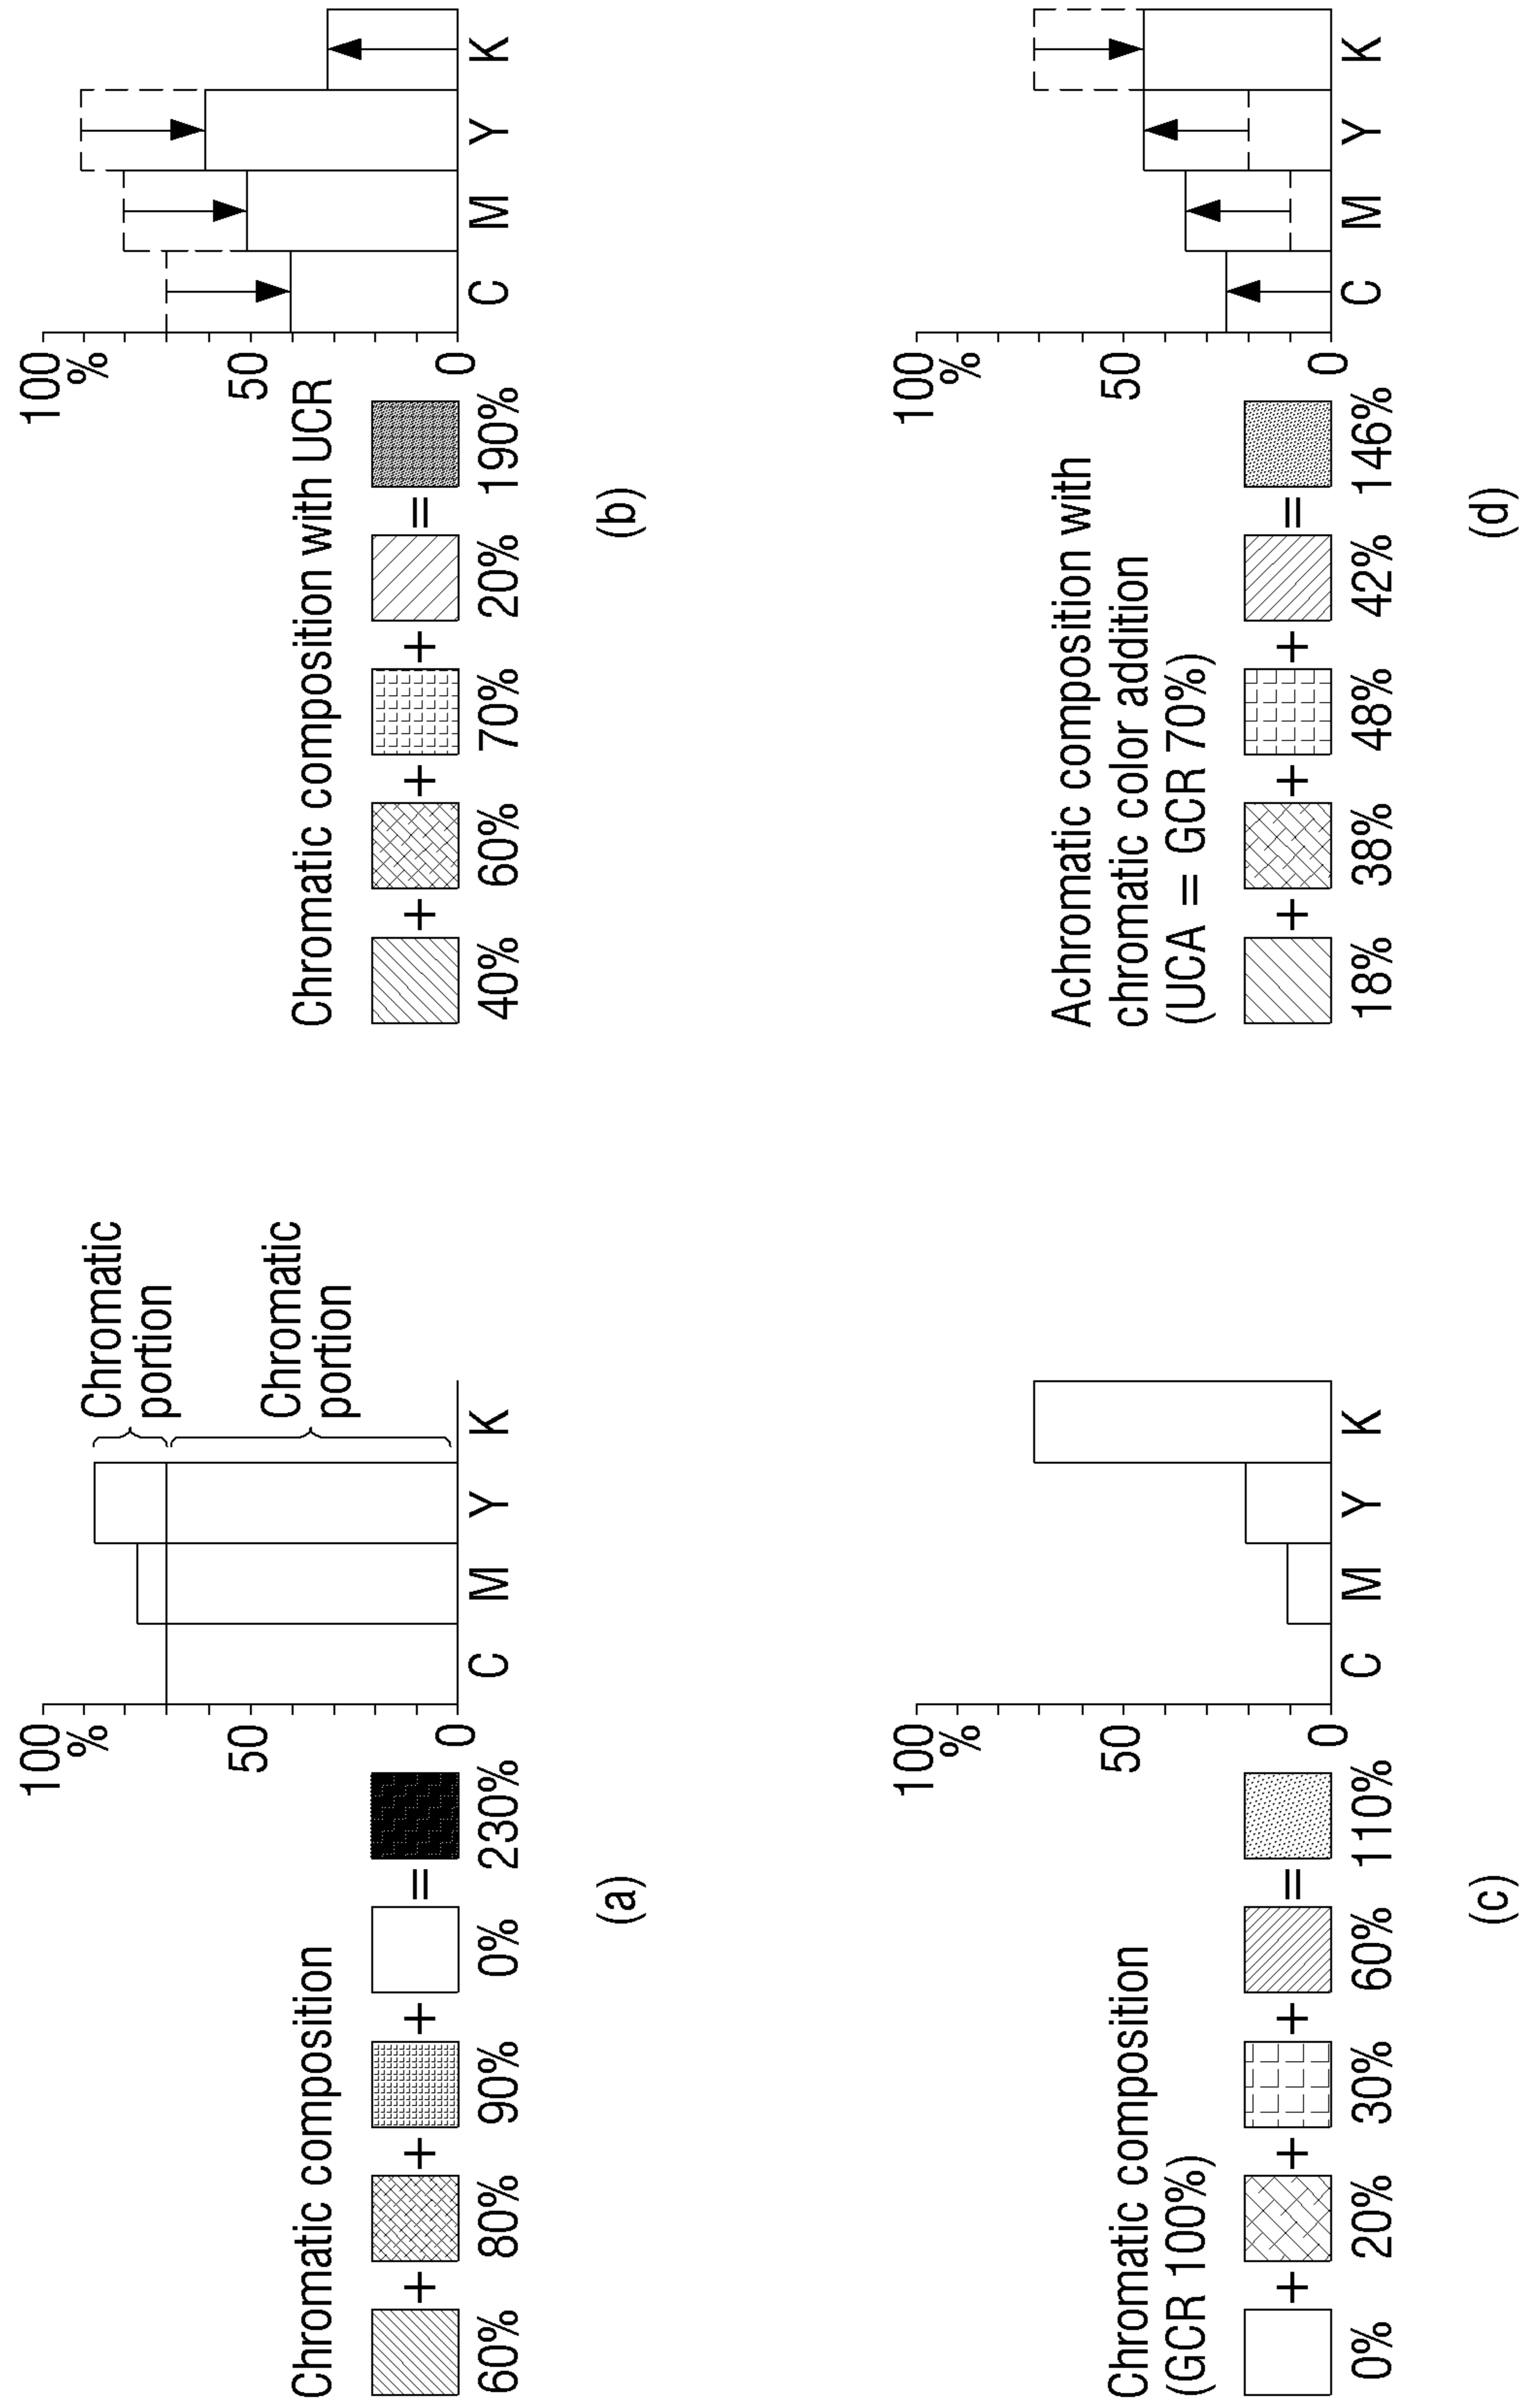 Chromatic composition
60% + 80% + 90% + 0% = 230%
100
%
50
0
C M Y K
Chromatic
portion
Chromatic
portion
(a)
Chromatic composition with UCR
40% + 60% + 70% + 20% = 190%
100
%
50
0
C M Y K
(b)
Chromatic composition
(GCR 100%)
0% + 20% + 30% + 60% = 110%
100
%
50
0
C M Y K
(c)
Achromatic composition with
chromatic color addition
(UCA = GCR 70%)
18% + 38% + 48% + 42% = 146%
100
%
50
0
C M Y K
(d)